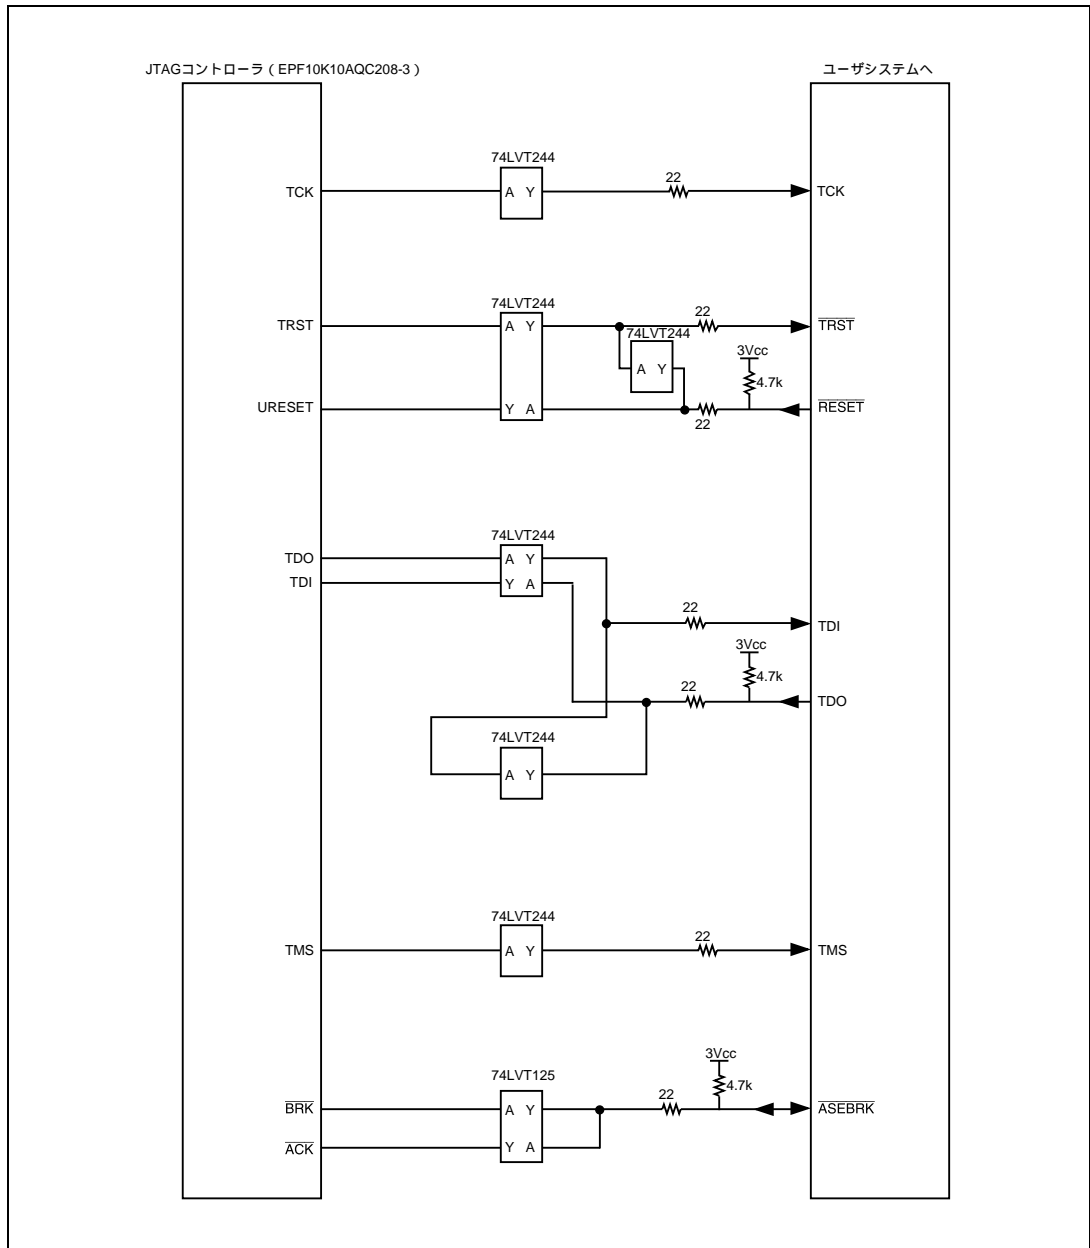 JTAGコントローラ ( EPF10K10AQC208-3 )
ユーザシステムへ
74LVT244
TCK
A Y
22
TCK
74LVT244
TRST
A Y
22
TRST
74LVT244
A Y
3Vcc
4.7k
URESET
Y A
22
RESET
74LVT244
TDO
A Y
TDI
Y A
22
TDI
3Vcc
4.7k
22
TDO
74LVT244
A Y
74LVT244
TMS
A Y
22
TMS
3Vcc
4.7k
74LVT125
BRK
A Y
22
ASEBRK
ACK
Y A